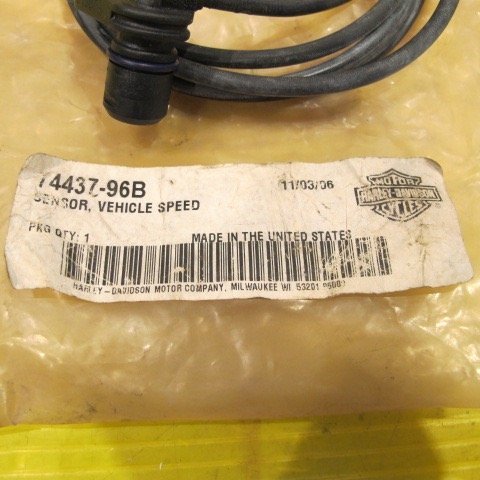 74437-96B 11/03/06
SENSOR, VEHICLE SPEED
PKG QTY: 1 MADE IN THE UNITED STATES
HARLEY-DAVIDSON MOTOR COMPANY, MILWAUKEE WI 53201
MOTOR
HARLEY-DAVIDSON
CYCLES